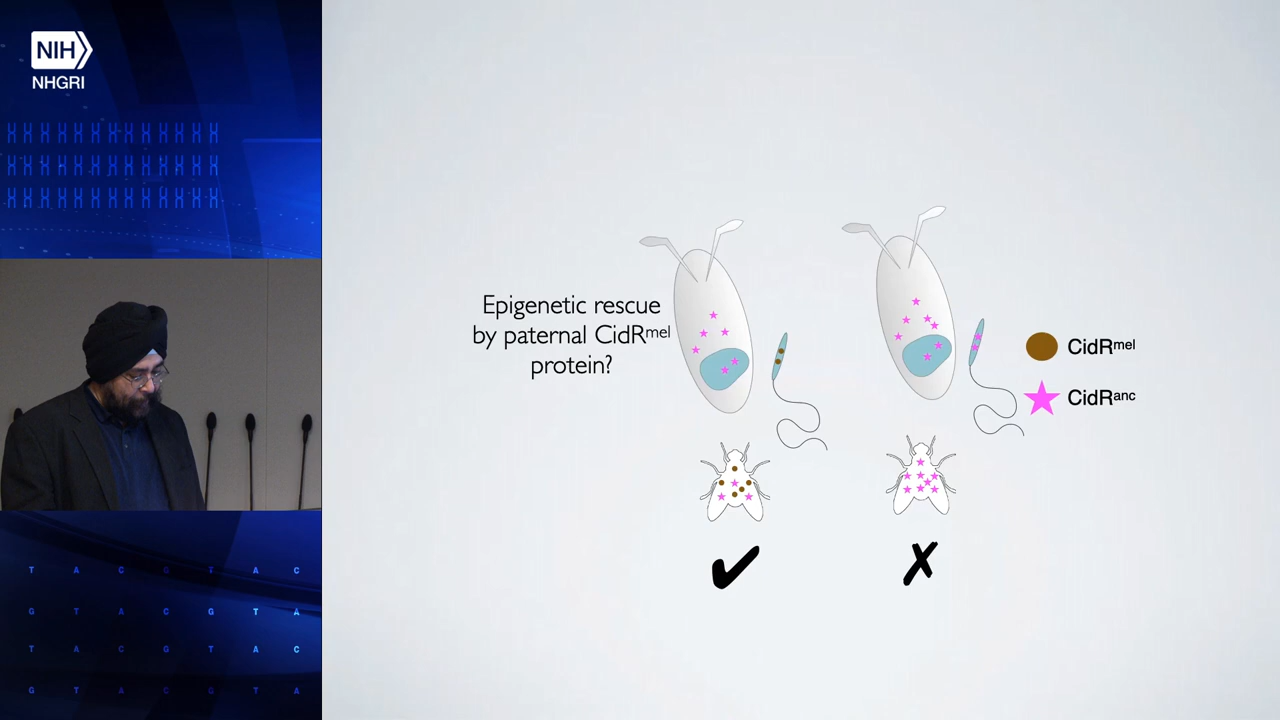 NIH
NHGRI
Epigenetic rescue
by paternal CidRmel
protein?
CidRmel
CidRanc
✔
✗
T A C G T A C
G T A C G T A
T A C G T A C
G T A C G T A